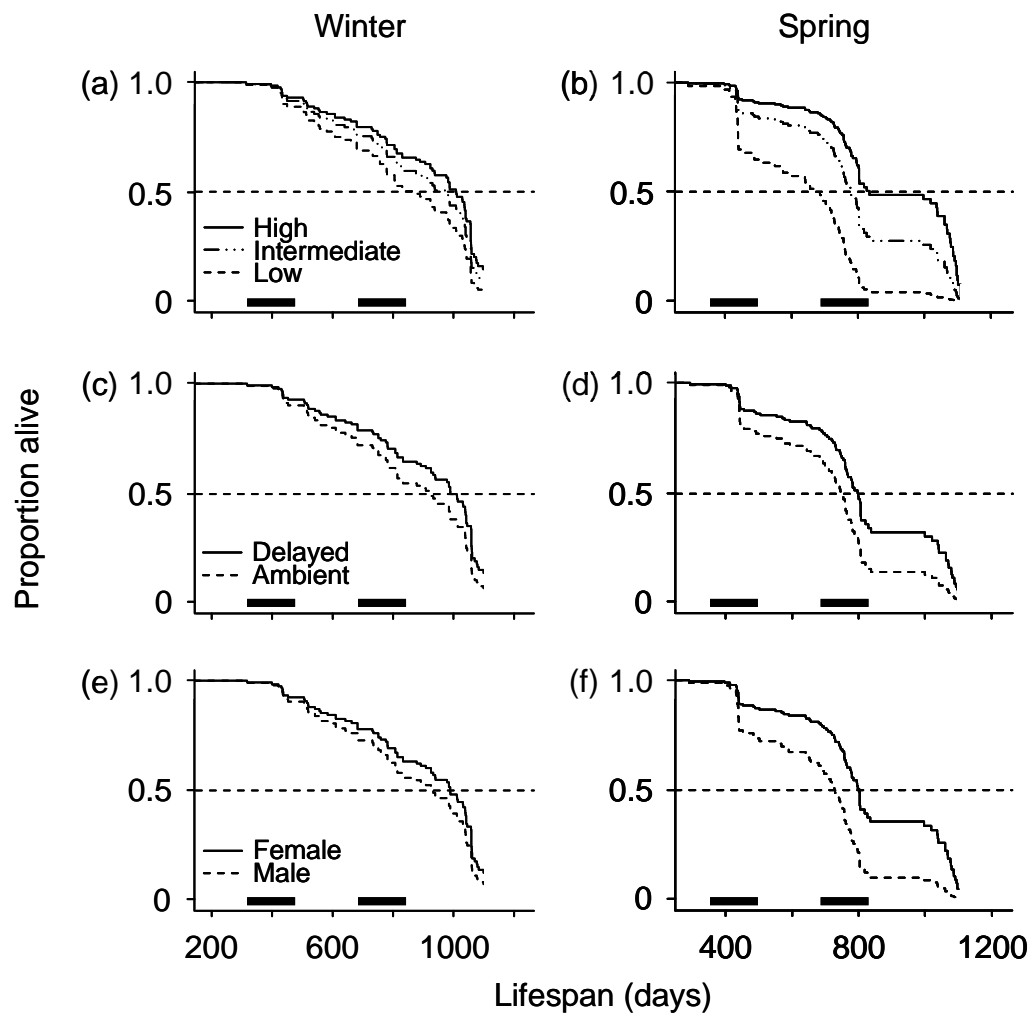 Winter Spring
(a) 1.0 (b) 1.0
0.5 0.5
High
Intermediate
Low
0 0
(c) 1.0 (d) 1.0
Proportion alive
0.5 0.5
Delayed
Ambient
0 0
(e) 1.0 (f) 1.0
0.5 0.5
Female
Male
0 0
200 600 1000 400 800 1200
Lifespan (days)